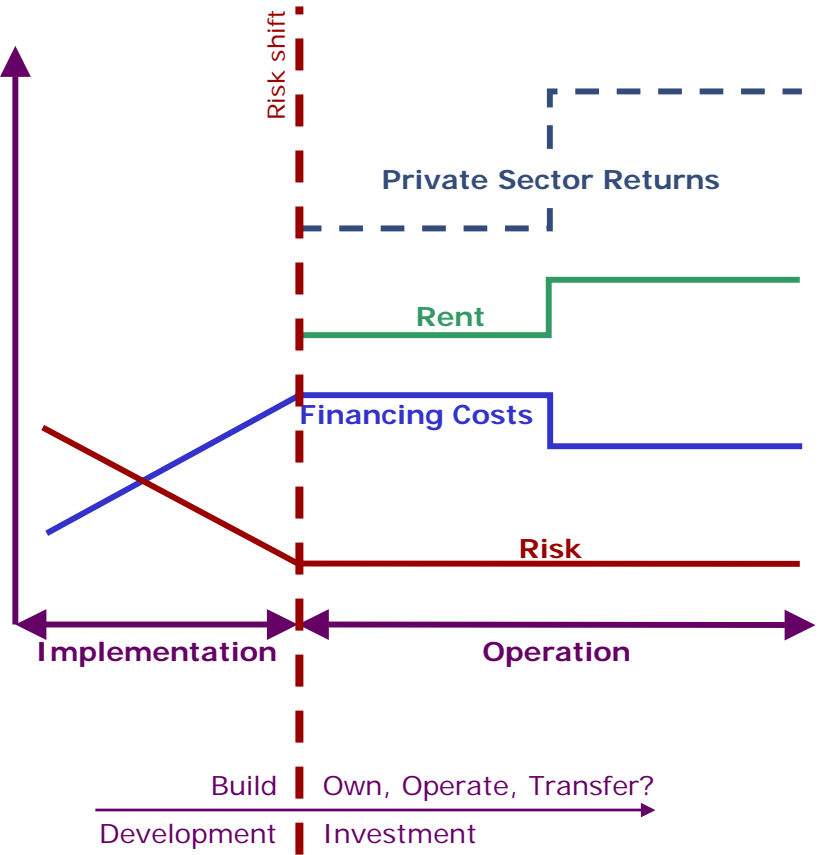 Risk shift
Private Sector Returns
Rent
Financing Costs
Risk
Implementation
Operation
Build
Own, Operate, Transfer?
Development
Investment